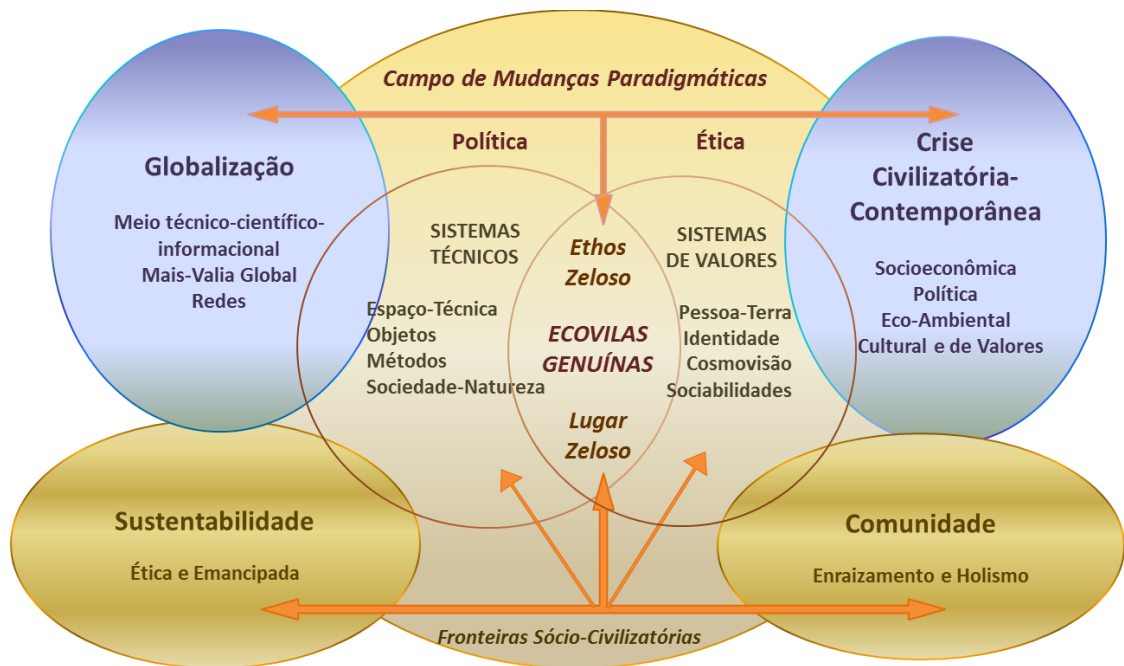 Campo de Mudanças Paradigmáticas
Política
Ética
Globalização
Meio técnico-científico-
informacional
Mais-Valia Global
Redes
Crise
Civilizatória-
Contemporânea
Socioeconômica
Política
Eco-Ambiental
Cultural e de Valores
SISTEMAS
TÉCNICOS
Espaço-Técnica
Objetos
Métodos
Sociedade-Natureza
Ethos
Zeloso
ECOVILAS
GENUÍNAS
Lugar
Zeloso
SISTEMAS
DE VALORES
Pessoa-Terra
Identidade
Cosmovisão
Sociabilidades
Sustentabilidade
Ética e Emancipada
Comunidade
Enraizamento e Holismo
Fronteiras Sócio-Civilizatórias